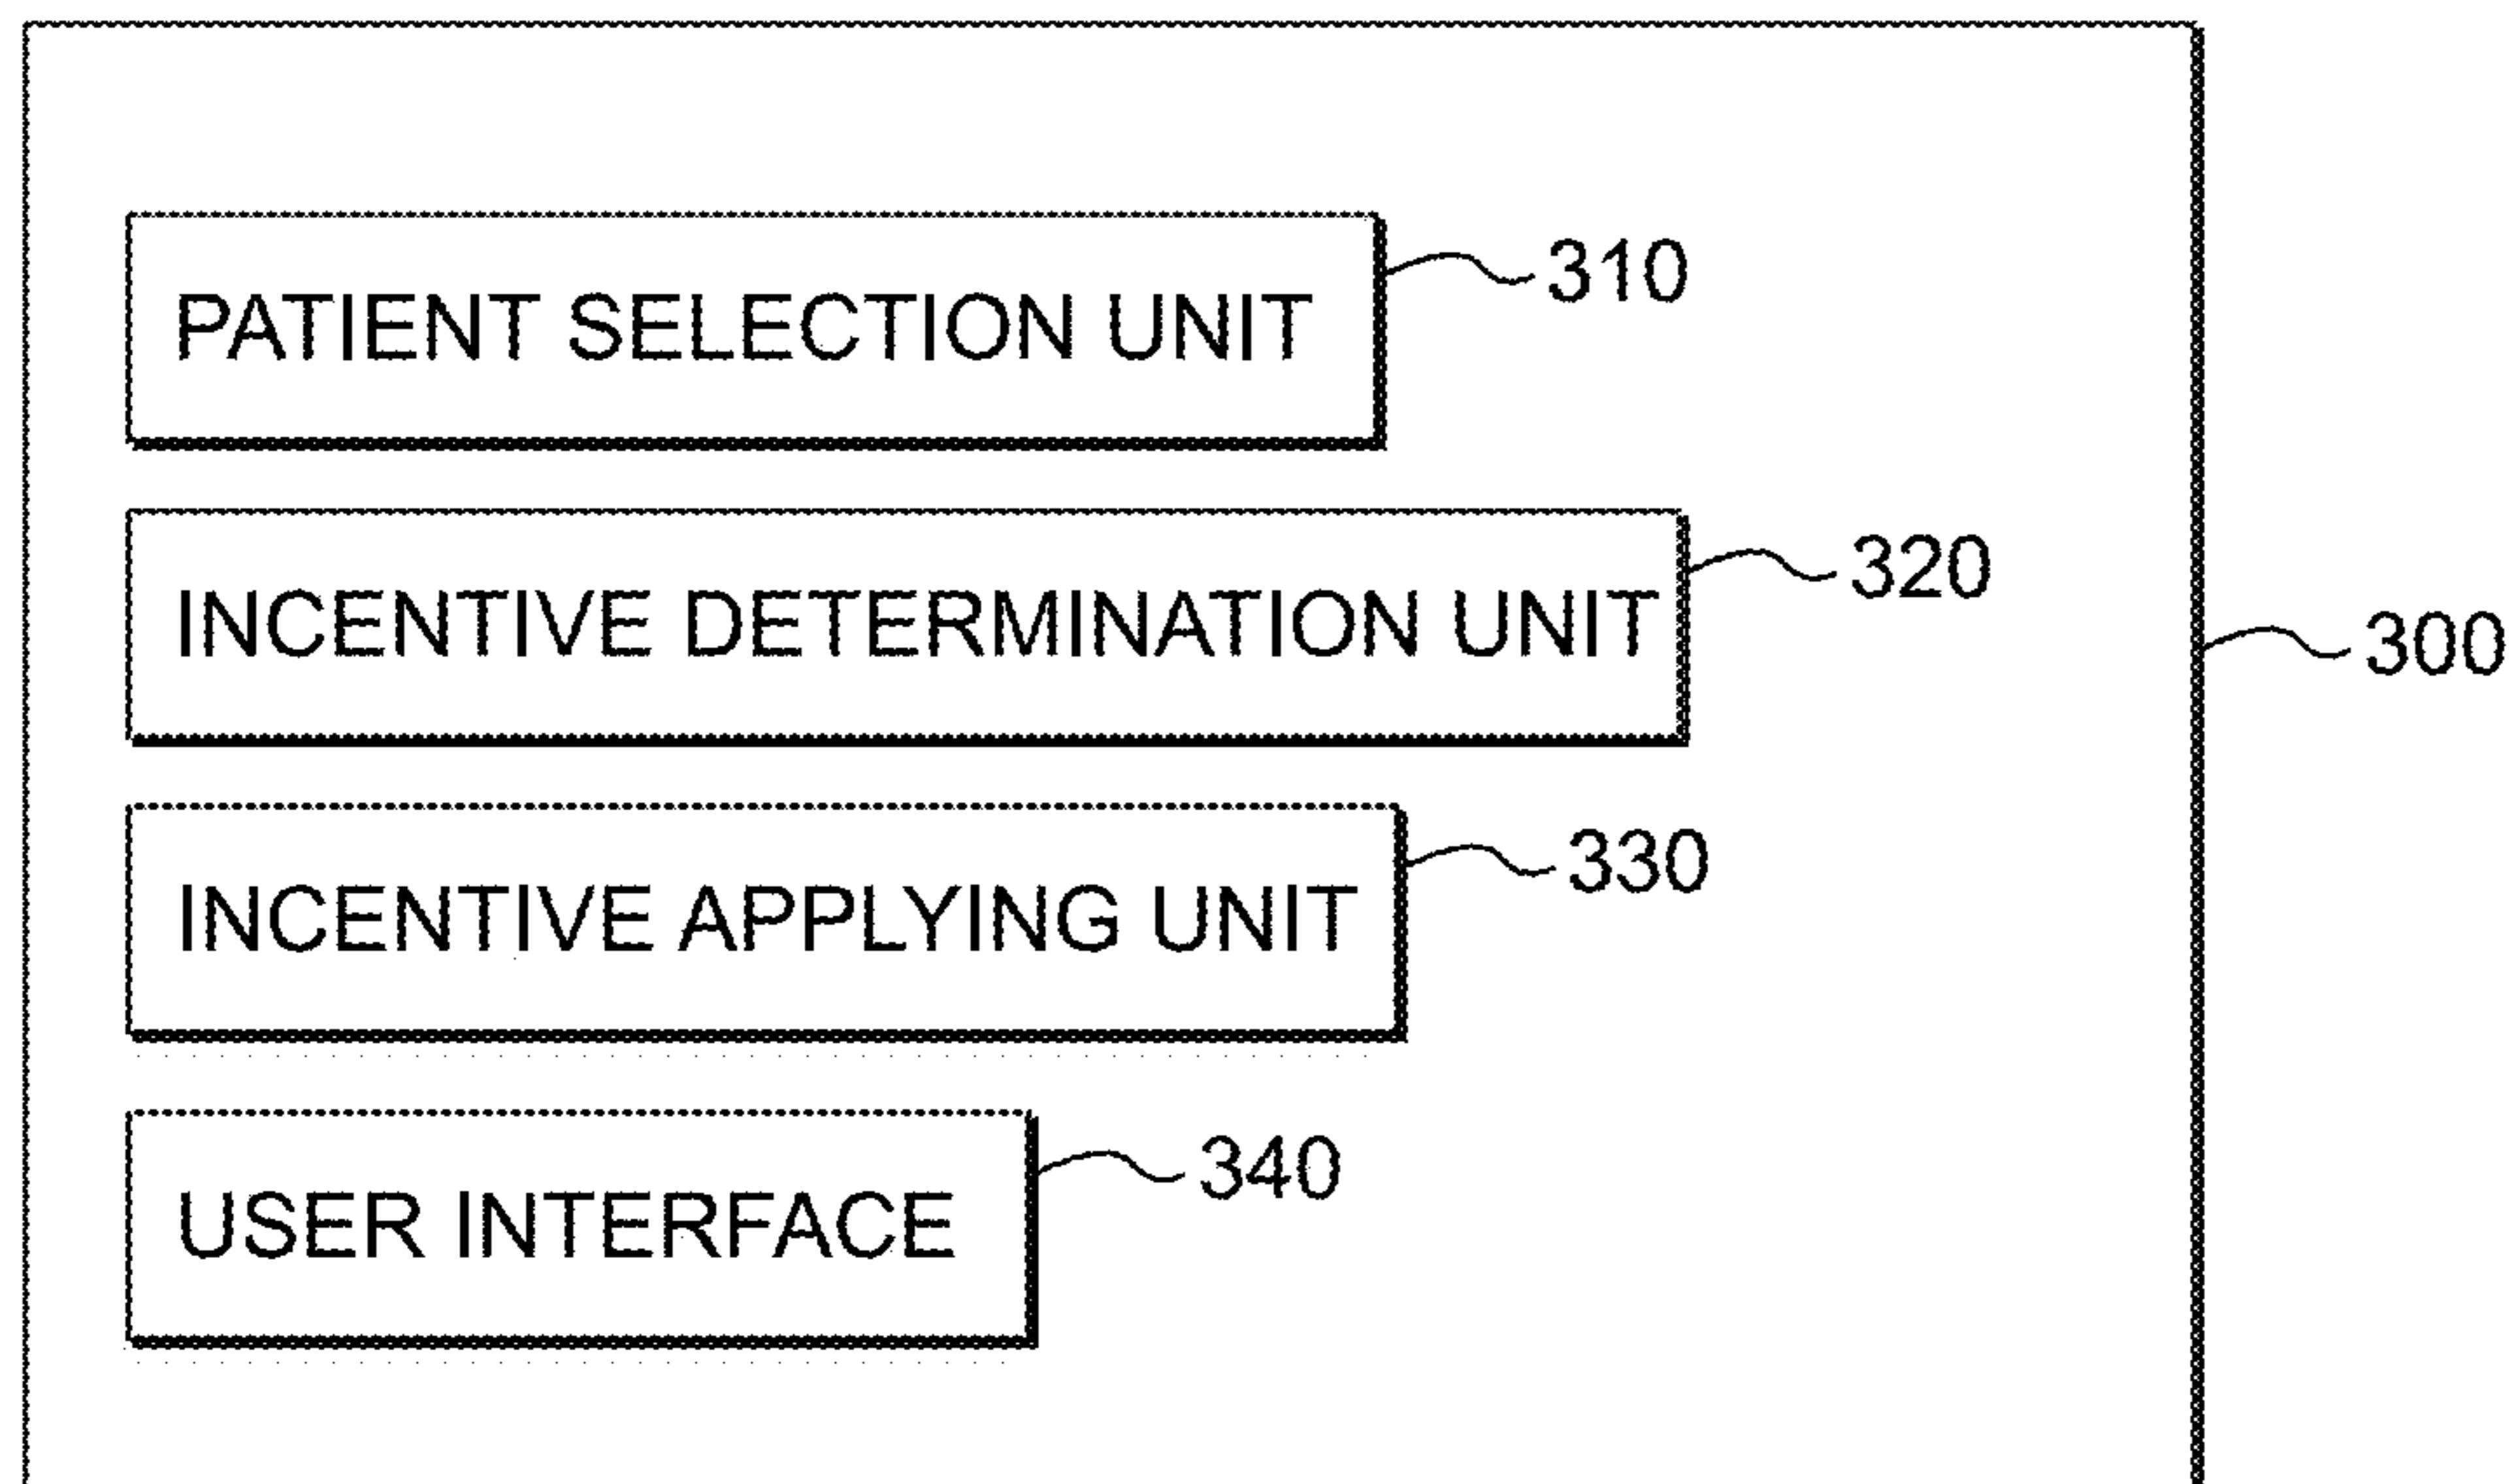 PATIENT SELECTION UNIT
310
INCENTIVE DETERMINATION UNIT
320
300
INCENTIVE APPLYING UNIT
330
USER INTERFACE
340